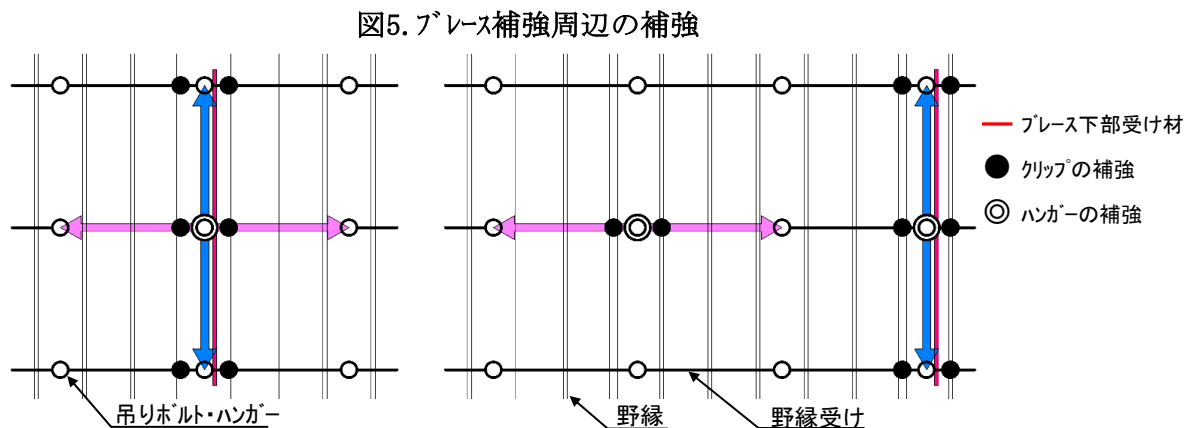 図5.ﾌﾞﾚｰｽ補強周辺の補強
ﾌﾞﾚｰｽ下部受け材
ｸﾘｯﾌﾟの補強
ﾊﾝｶﾞｰの補強
吊りﾎﾞﾙﾄ・ﾊﾝｶﾞｰ
野縁
野縁受け